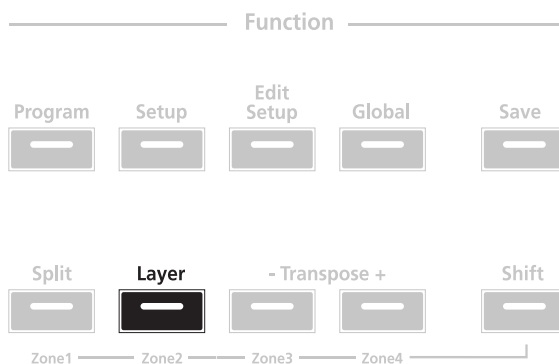 Function
Program Setup Edit Setup Global Save
Split Layer - Transpose + Shift
Zone1 Zone2 Zone3 Zone4